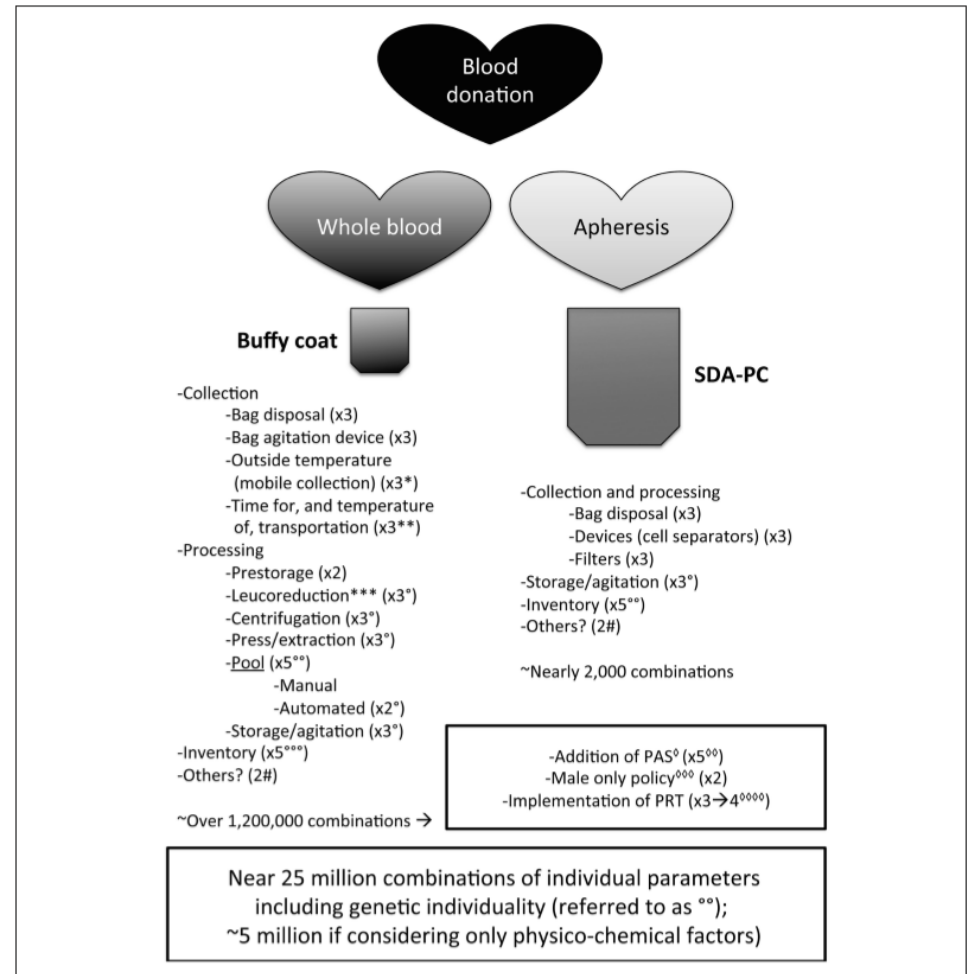 Blood
donation
Whole blood
Apheresis
Buffy coat
SDA-PC
-Collection
-Bag disposal (x3)
-Bag agitation device (x3)
-Outside temperature
(mobile collection) (x3*)
-Time for, and temperature
of, transportation (x3**)
-Processing
-Prestorage (x2)
-Leucoreduction*** (x3°)
-Centrifugation (x3°)
-Press/extraction (x3°)
-Pool (x5°°)
-Manual
-Automated (x2°)
-Storage/agitation (x3°)
-Inventory (x5°°°)
-Others? (2#)
~Over 1,200,000 combinations →
-Collection and processing
-Bag disposal (x3)
-Devices (cell separators) (x3)
-Filters (x3)
-Storage/agitation (x3°)
-Inventory (x5°°)
-Others? (2#)
~Nearly 2,000 combinations
-Addition of PAS◊ (x5◊◊)
-Male only policy◊◊◊ (x2)
-Implementation of PRT (x3→4◊◊◊◊)
Near 25 million combinations of individual parameters
including genetic individuality (referred to as °°);
~5 million if considering only physico-chemical factors)